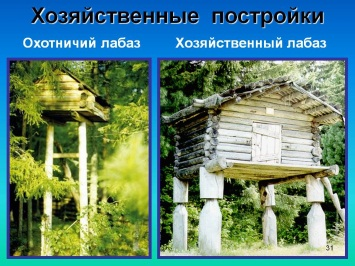 Хозяйственные постройки
Охотничий лабаз
Хозяйственный лабаз
31